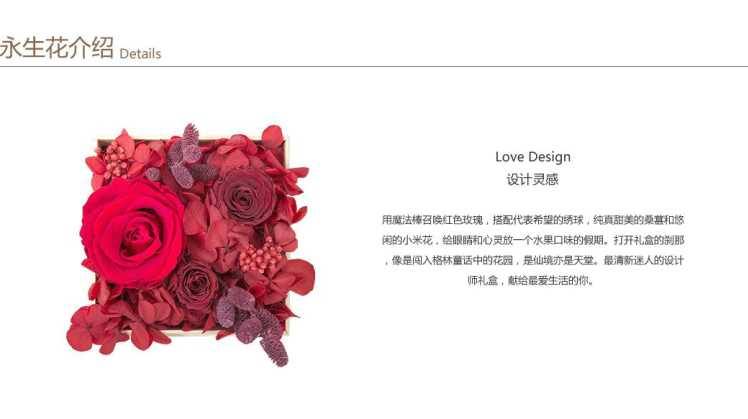 永生花介绍 Details
Love Design
设计灵感
用魔法棒召唤红色玫瑰，搭配代表希望的绣球，纯真甜美的桑葚和悠
闲的小米花，给眼睛和心灵放一个水果口味的假期。打开礼盒的刹那
，像是闯入格林童话中的花园，是仙境亦是天堂。最清新迷人的设计
师礼盒，献给最爱生活的你。